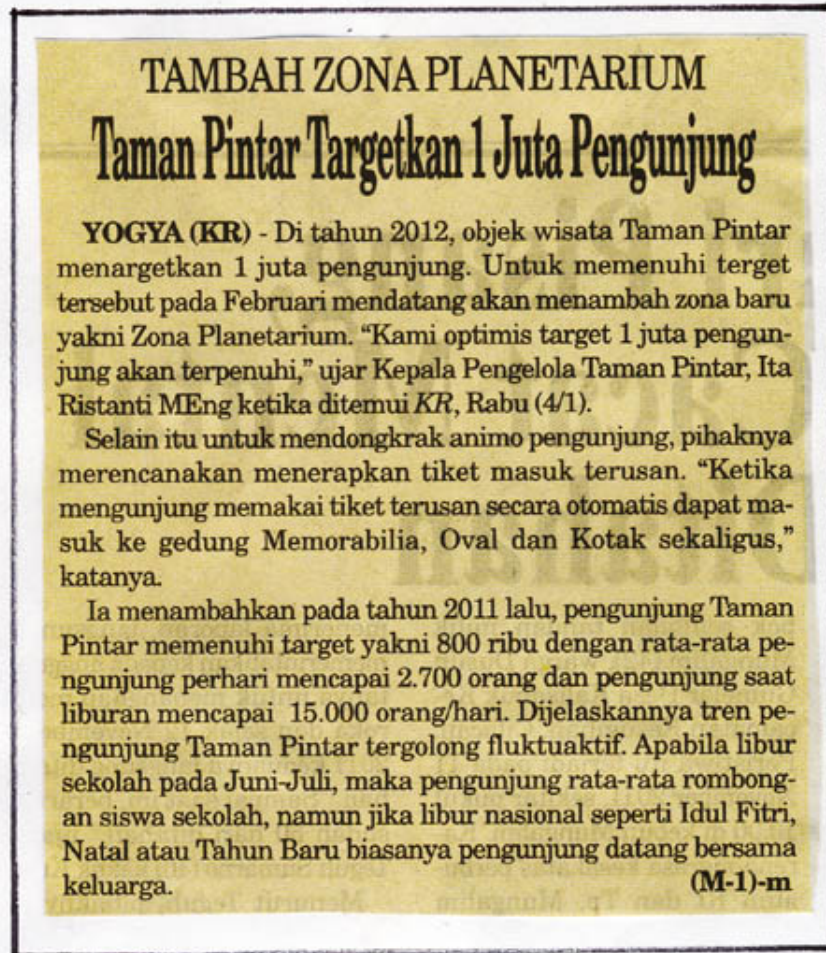 TAMBAH ZONA PLANETARIUM
Taman Pintar Targetkan 1 Juta Pengunjung
YOGYA (KR) - Di tahun 2012, objek wisata Taman Pintar
menargetkan 1 juta pengunjung. Untuk memenuhi terget
tersebut pada Februari mendatang akan menambah zona baru
yakni Zona Planetarium. “Kami optimis target 1 juta pengun-
jung akan terpenuhi,” ujar Kepala Pengelola Taman Pintar, Ita
Ristanti MEng ketika ditemui KR, Rabu (4/1).
Selain itu untuk mendongkrak animo pengunjung, pihaknya
merencanakan menerapkan tiket masuk terusan. “Ketika
mengunjung memakai tiket terusan secara otomatis dapat ma-
suk ke gedung Memorabilia, Oval dan Kotak sekaligus,”
katanya.
Ia menambahkan pada tahun 2011 lalu, pengunjung Taman
Pintar memenuhi target yakni 800 ribu dengan rata-rata pe-
ngunjung perhari mencapai 2.700 orang dan pengunjung saat
liburan mencapai 15.000 orang/hari. Dijelaskannya tren pe-
ngunjung Taman Pintar tergolong fluktuaktif. Apabila libur
sekolah pada Juni-Juli, maka pengunjung rata-rata rombong-
an siswa sekolah, namun jika libur nasional seperti Idul Fitri,
Natal atau Tahun Baru biasanya pengunjung datang bersama
keluarga. (M-1)-m